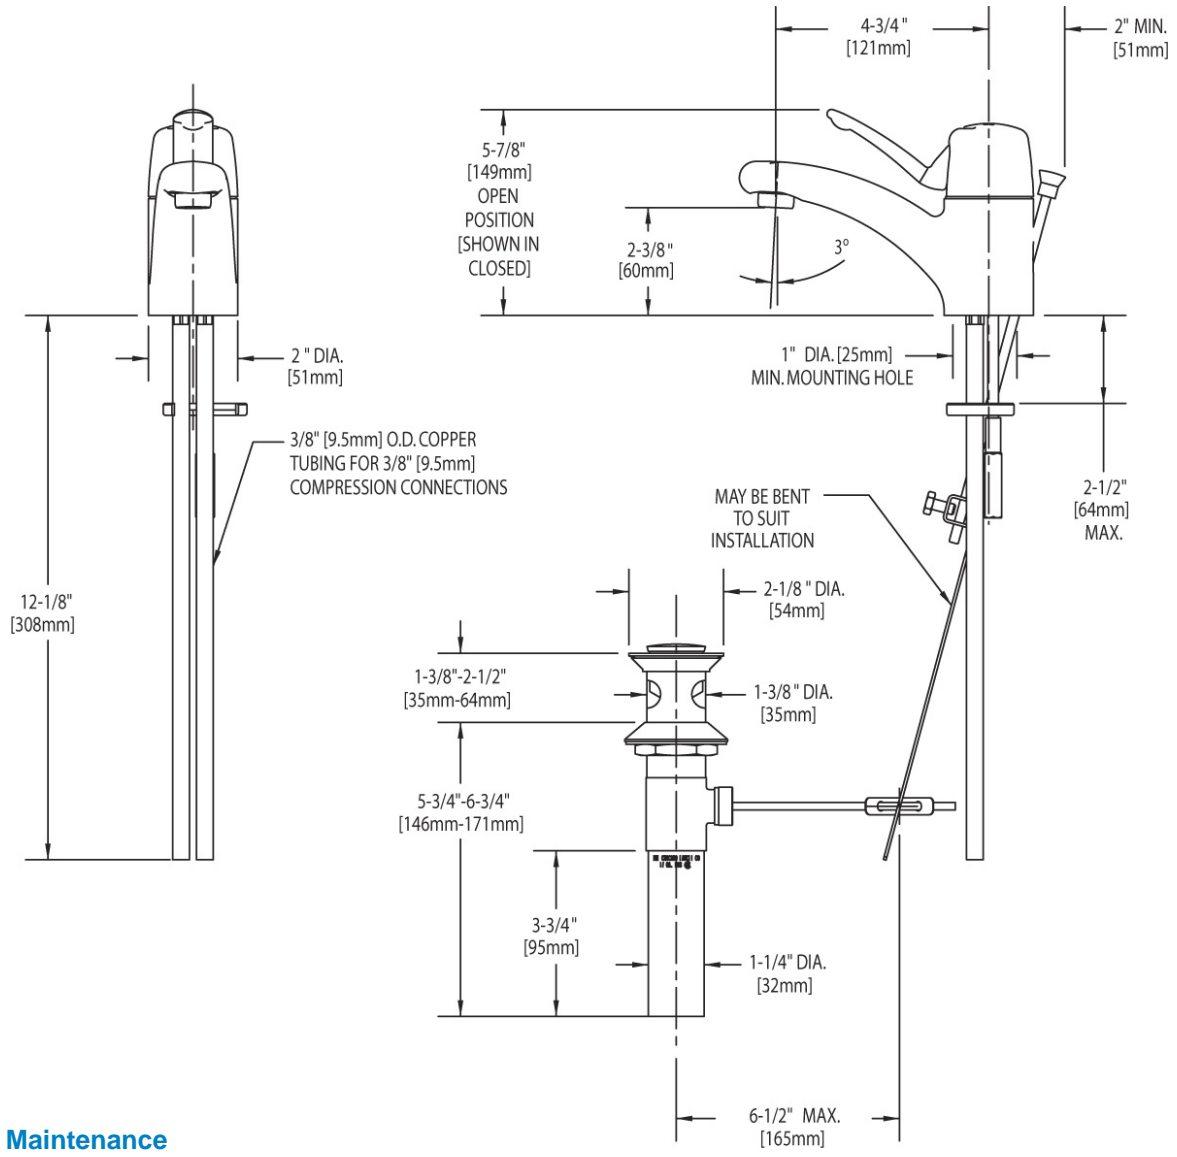 4-3/4"
[121mm]
2" MIN.
[51mm]
5-7/8"
[149mm]
OPEN
POSITION
[SHOWN IN
CLOSED]
2-3/8"
[60mm]
3°
2 " DIA.
[51mm]
1" DIA. [25mm]
MIN. MOUNTING HOLE
3/8" [9.5mm] O.D. COPPER
TUBING FOR 3/8" [9.5mm]
COMPRESSION CONNECTIONS
MAY BE BENT
TO SUIT
INSTALLATION
2-1/2"
[64mm]
MAX.
12-1/8"
[308mm]
2-1/8 " DIA.
[54mm]
1-3/8"-2-1/2"
[35mm-64mm]
1-3/8 " DIA.
[35mm]
5-3/4"-6-3/4"
[146mm-171mm]
3-3/4"
[95mm]
1-1/4" DIA.
[32mm]
6-1/2" MAX.
[165mm]
Maintenance